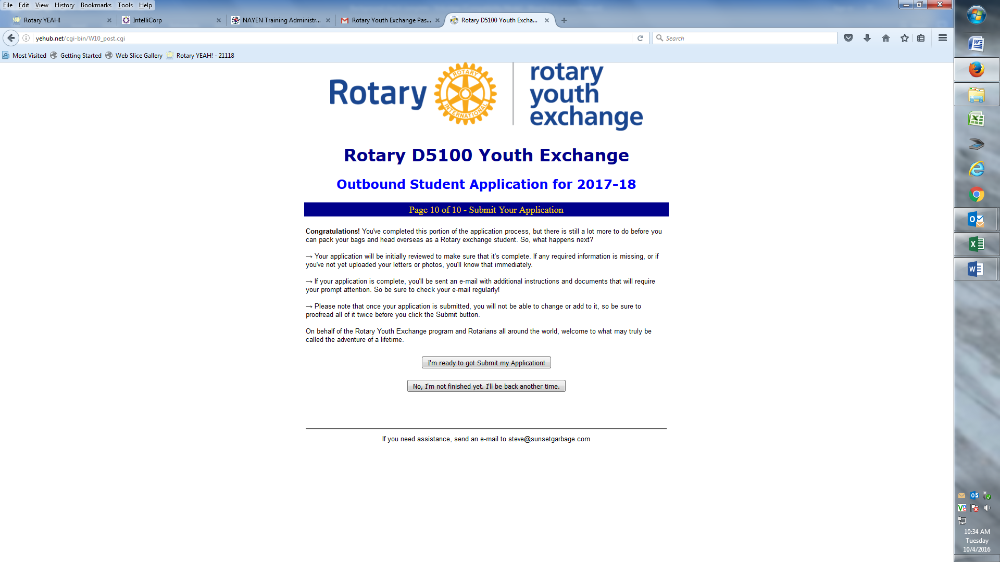 File Edit View History Bookmarks Tools Help
Rotary YEAH!
IntelliCorp
NAYEN Training Administr...
Rotary Youth Exchange Pas...
Rotary D5100 Youth Excha...
yehub.net/cgi-bin/W10_post.cgi
Search
Most Visited Getting Started Web Slice Gallery Rotary YEAH! - 21118
Rotary
ROTARY
INTERNATIONAL
rotary
youth
exchange
Rotary D5100 Youth Exchange
Outbound Student Application for 2017-18
Page 10 of 10 - Submit Your Application
Congratulations! You've completed this portion of the application process, but there is still a lot more to do before you
can pack your bags and head overseas as a Rotary exchange student. So, what happens next?
→ Your application will be initially reviewed to make sure that it's complete. If any required information is missing, or if
you've not yet uploaded your letters or photos, you'll know that immediately.
→ If your application is complete, you'll be sent an e-mail with additional instructions and documents that will require
your prompt attention. So be sure to check your e-mail regularly!
→ Please note that once your application is submitted, you will not be able to change or add to it, so be sure to
proofread all of it twice before you click the Submit button.
On behalf of the Rotary Youth Exchange program and Rotarians all around the world, welcome to what may truly be
called the adventure of a lifetime.
I'm ready to go! Submit my Application!
No, I'm not finished yet. I'll be back another time.
If you need assistance, send an e-mail to steve@sunsetgarbage.com
10:34 AM
Tuesday
10/4/2016